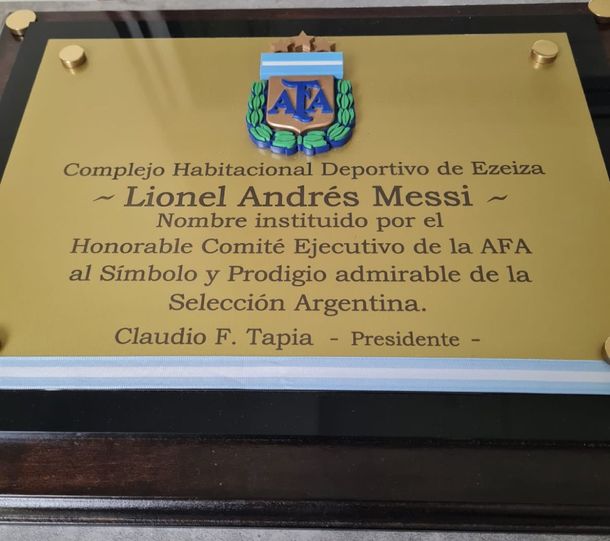 AFA
Complejo Habitacional Deportivo de Ezeiza
~ Lionel Andrés Messi ~
Nombre instituido por el
Honorable Comité Ejecutivo de la AFA
al Símbolo y Prodigio admirable de la
Selección Argentina.
Claudio F. Tapia - Presidente -